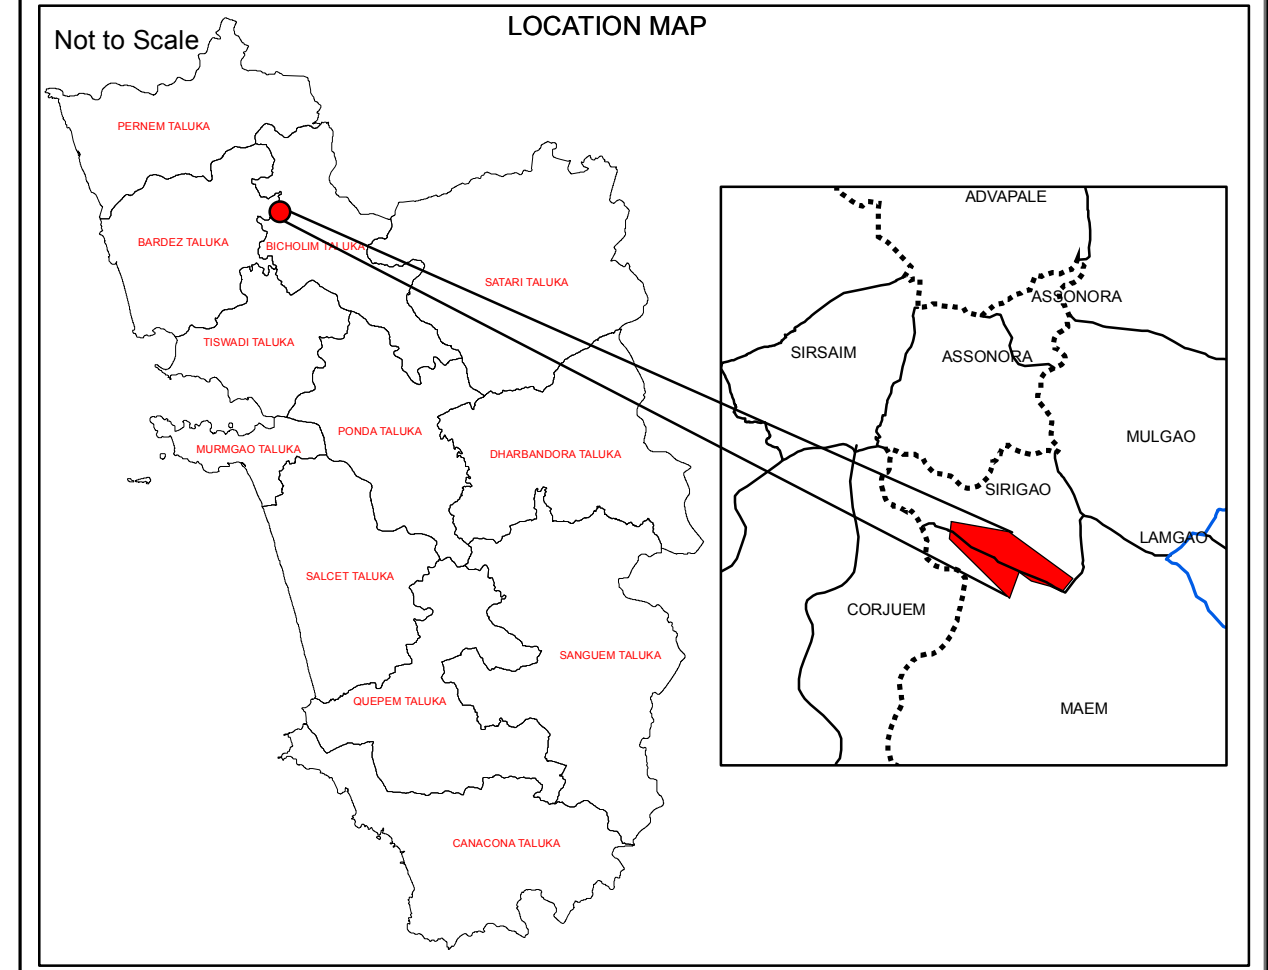 LOCATION MAP
Not to Scale
PERNEM TALUKA
BARDEZ TALUKA
BICHOLIM TALUKA
SATARI TALUKA
TISWADI TALUKA
PONDA TALUKA
MURMGAO TALUKA
DHARBANDORA TALUKA
SALCET TALUKA
SANGUEM TALUKA
QUEPEM TALUKA
CANACONA TALUKA
ADVAPALE
ASSONORA
SIRSAIM
ASSONORA
MULGAO
SIRIGAO
LAMGAO
CORJUEM
MAEM